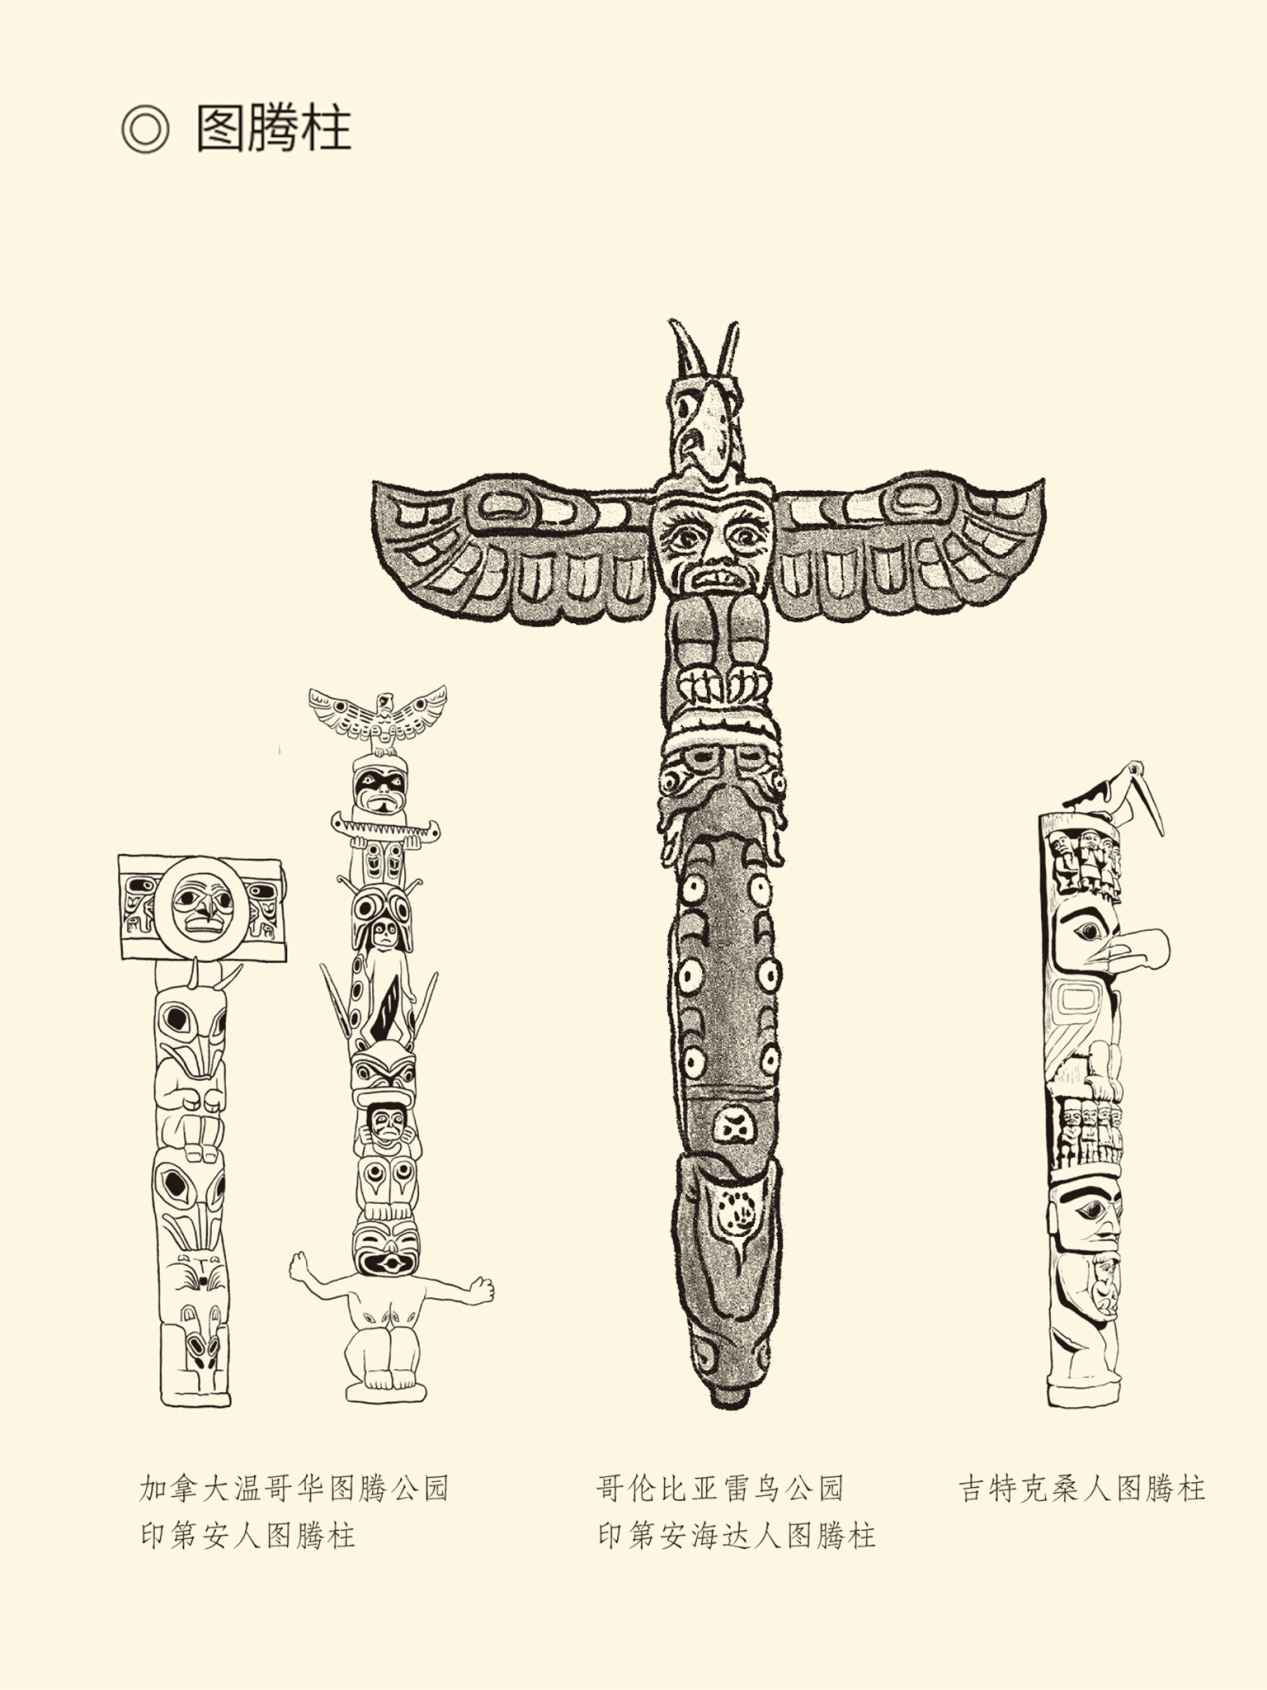 ◎ 图腾柱
加拿大温哥华图腾公园
印第安人图腾柱
哥伦比亚雷鸟公园
印第安海达人图腾柱
吉特克桑人图腾柱